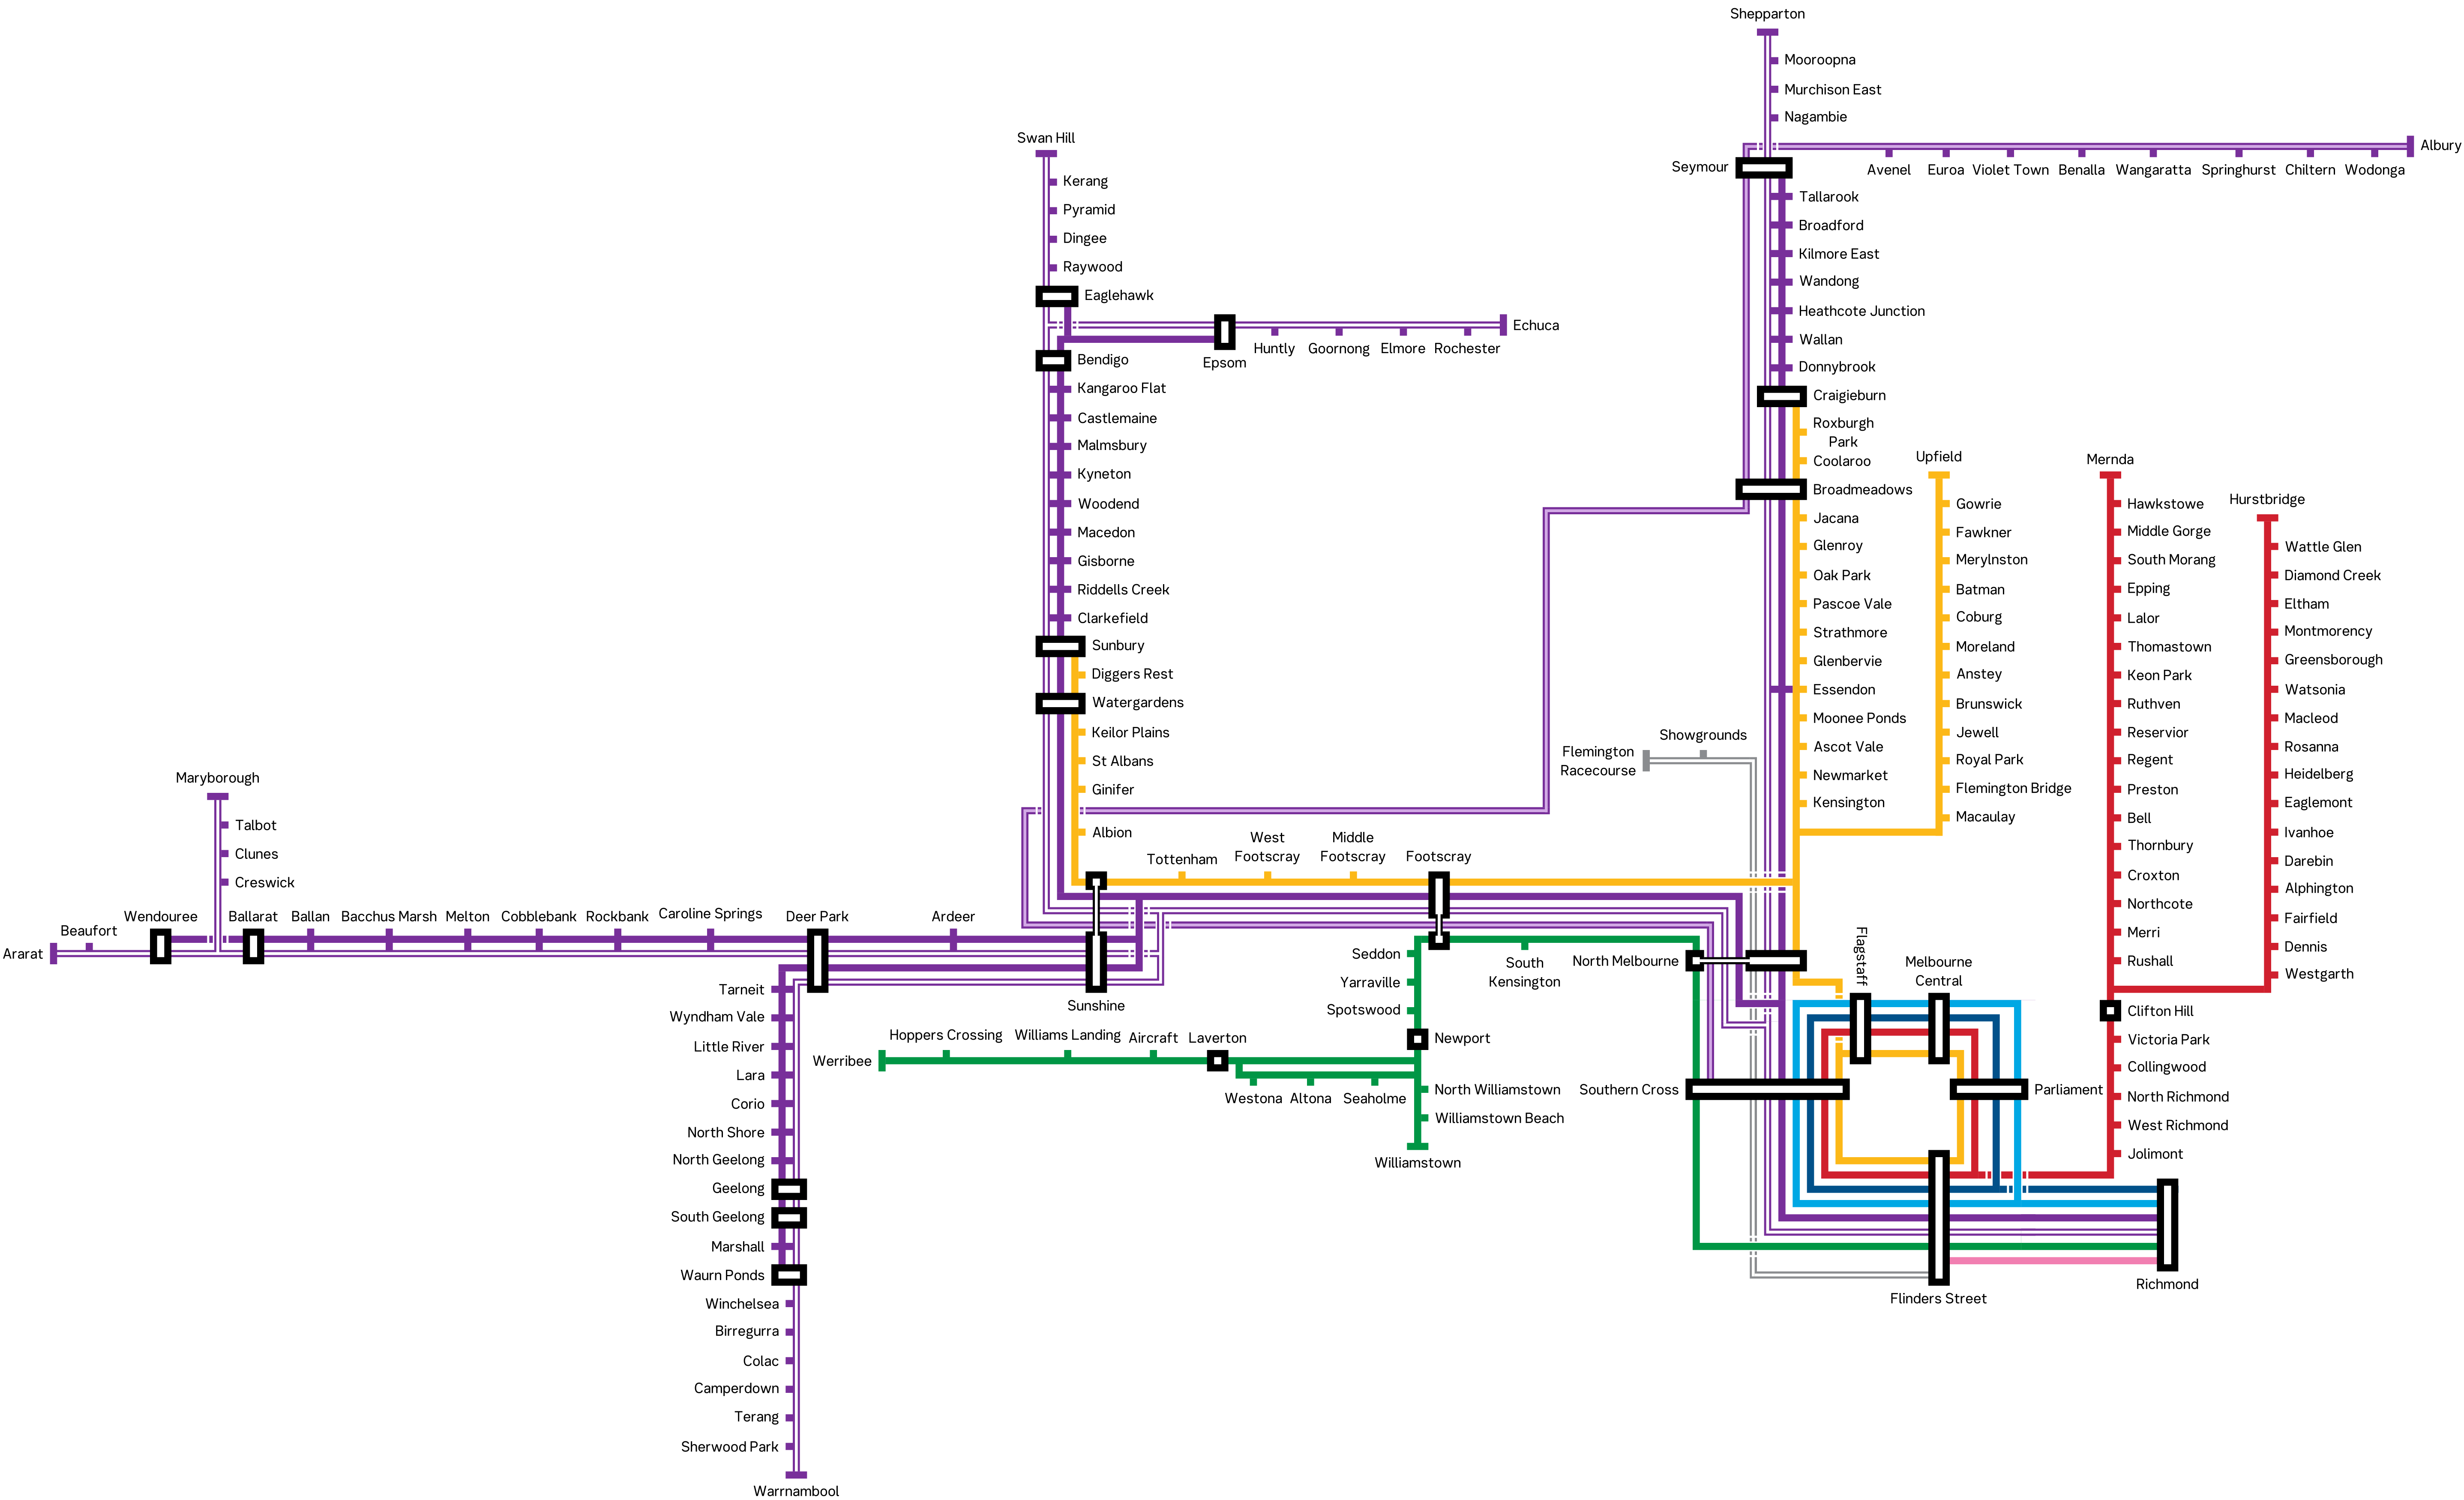 Shepparton
Mooroopna
Murchison East
Nagambie
Seymour
Avenel
Euroa
Violet Town
Benalla
Wangaratta
Springhurst
Chiltern
Wodonga
Albury
Tallarook
Broadford
Kilmore East
Wandong
Heathcote Junction
Wallan
Donnybrook
Craigieburn
Roxburgh
Park
Coolaroo
Broadmeadows
Jacana
Glenroy
Oak Park
Pascoe Vale
Strathmore
Glenbervie
Essendon
Moonee Ponds
Ascot Vale
Newmarket
Kensington
Swan Hill
Kerang
Pyramid
Dingee
Raywood
Eaglehawk
Echuca
Huntly
Goornong
Elmore
Rochester
Epsom
Bendigo
Kangaroo Flat
Castlemaine
Malmsbury
Kyneton
Woodend
Macedon
Gisborne
Riddells Creek
Clarkefield
Sunbury
Diggers Rest
Watergardens
Keilor Plains
St Albans
Ginifer
Albion
Upfield
Gowrie
Fawkner
Merylnston
Batman
Coburg
Moreland
Anstey
Brunswick
Jewell
Royal Park
Flemington Bridge
Macaulay
Mernda
Hawkstowe
Middle Gorge
South Morang
Epping
Lalor
Thomastown
Keon Park
Ruthven
Reservior
Regent
Preston
Bell
Thornbury
Croxton
Northcote
Merri
Rushall
Hurstbridge
Wattle Glen
Diamond Creek
Eltham
Montmorency
Greensborough
Watsonia
Macleod
Rosanna
Heidelberg
Eaglemont
Ivanhoe
Darebin
Alphington
Fairfield
Dennis
Westgarth
Clifton Hill
Victoria Park
Collingwood
North Richmond
West Richmond
Jolimont
Showgrounds
Flemington
Racecourse
Maryborough
Talbot
Clunes
Creswick
Ararat
Beaufort
Wendouree
Ballarat
Ballan
Bacchus Marsh
Melton
Cobblebank
Rockbank
Caroline Springs
Deer Park
Ardeer
Sunshine
Tottenham
West
Footscray
Middle
Footscray
Footscray
Seddon
Yarraville
Spotswood
Newport
South
Kensington
North Melbourne
Flagstaff
Melbourne
Central
Parliament
Southern Cross
Flinders Street
Richmond
Tarneit
Wyndham Vale
Little River
Lara
Corio
North Shore
North Geelong
Geelong
South Geelong
Marshall
Waurn Ponds
Winchelsea
Birregurra
Colac
Camperdown
Terang
Sherwood Park
Warrnambool
Werribee
Hoppers Crossing
Williams Landing
Aircraft
Laverton
Westona
Altona
Seaholme
North Williamstown
Williamstown Beach
Williamstown